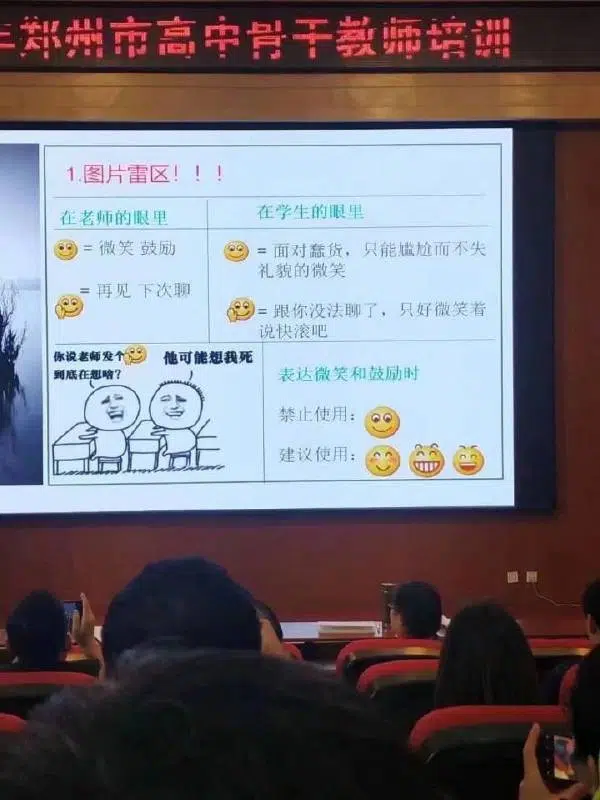 郑州市高中骨干教师培训
1.图片雷区！！！
在老师的眼里
在学生的眼里
= 微笑 鼓励
= 再见 下次聊
= 面对蠢货，只能尴尬而不失
礼貌的微笑
= 跟你没法聊了，只好微笑着
说快滚吧
你说老师发个
到底在想啥？
他可能想我死
表达微笑和鼓励时
禁止使用：
建议使用：